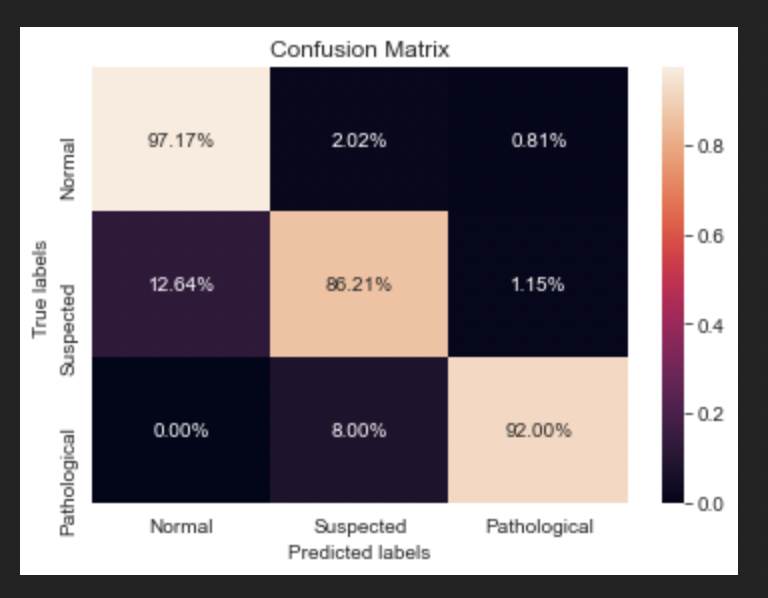 Confusion Matrix
True labels
Normal
97.17% 2.02% 0.81%
Suspected
12.64% 86.21% 1.15%
Pathological
0.00% 8.00% 92.00%
Normal Suspected Pathological
Predicted labels
0.8
0.6
0.4
0.2
0.0